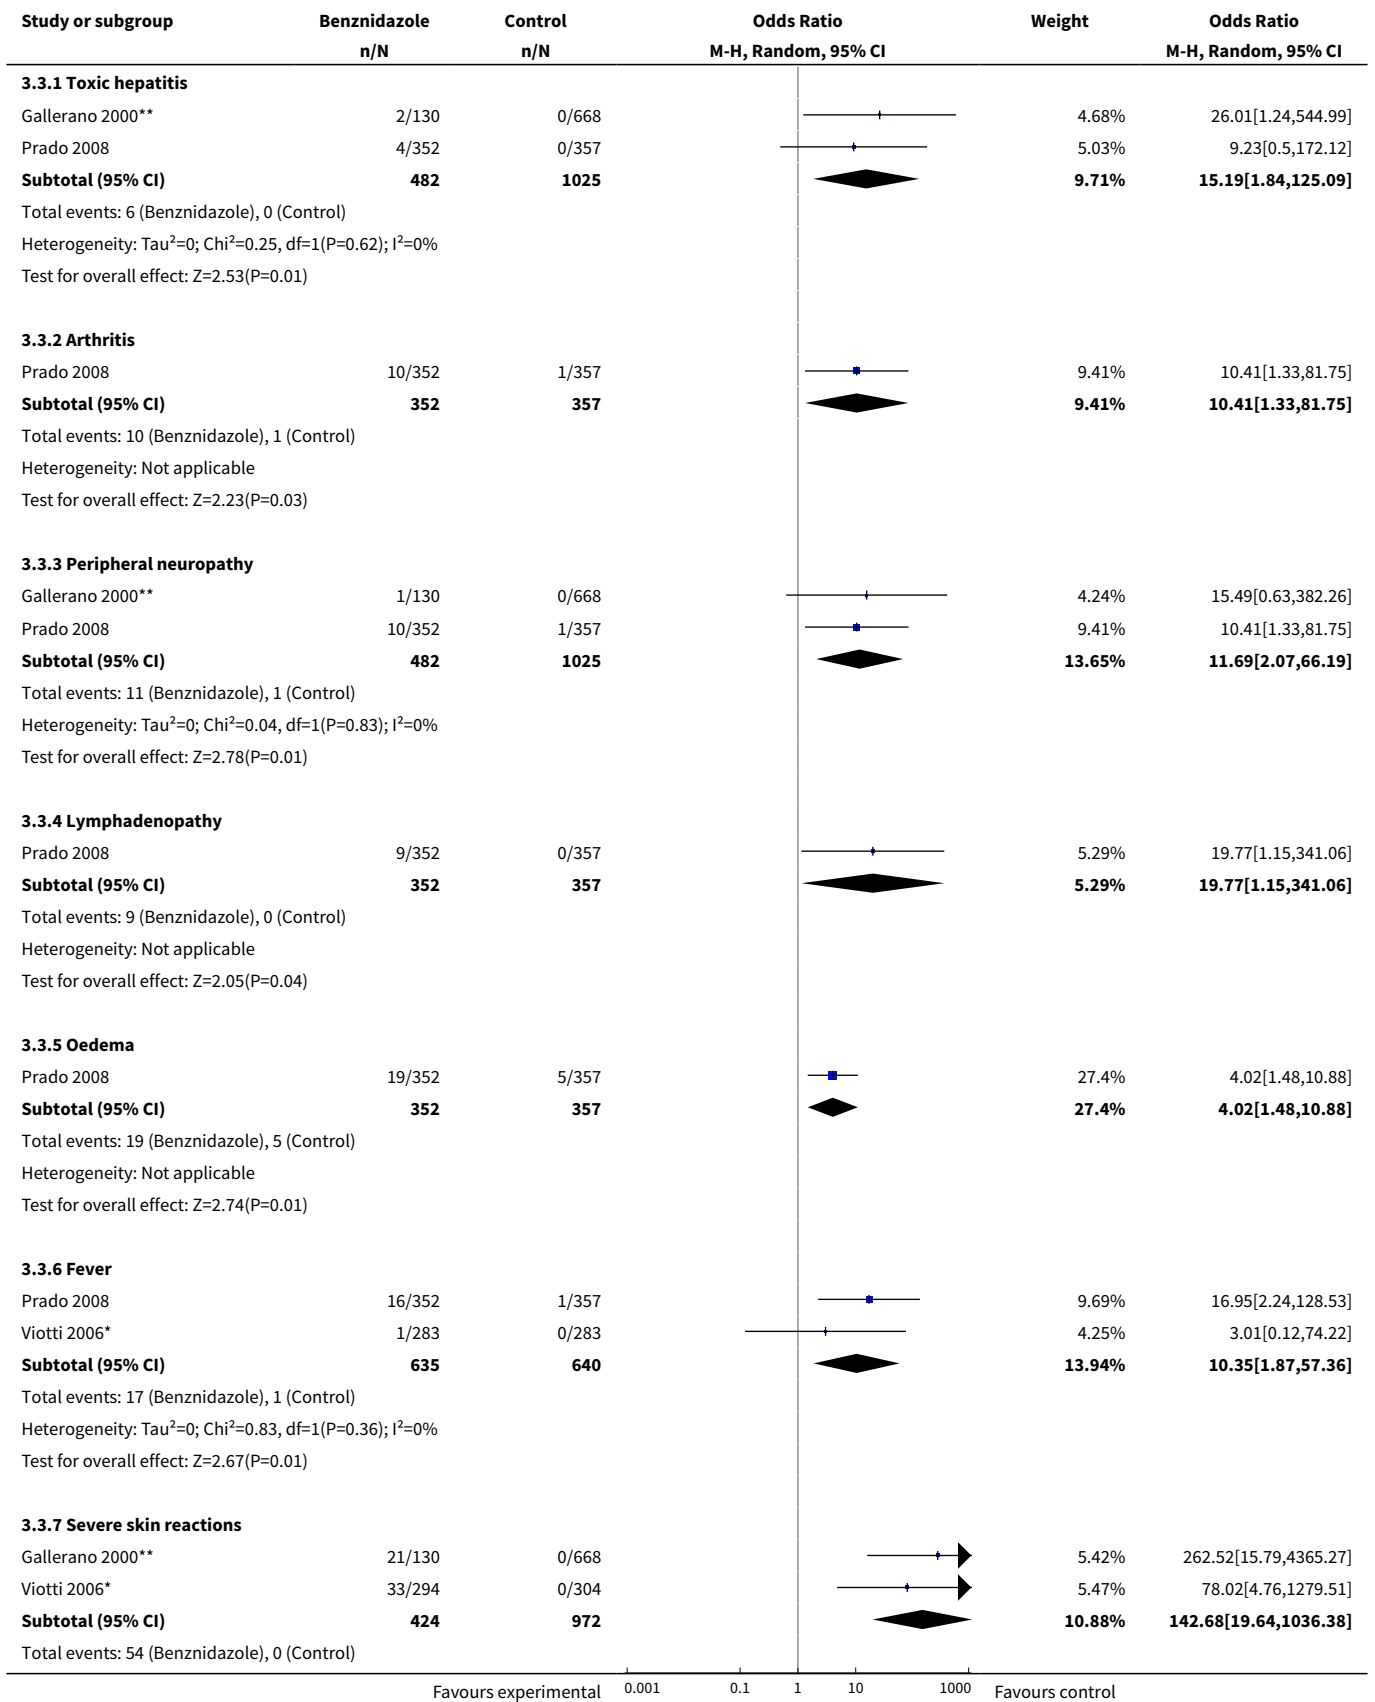 Study or subgroup Benznidazole Control Odds Ratio Weight Odds Ratio
n/N n/N M-H, Random, 95% CI M-H, Random, 95% CI
3.3.1 Toxic hepatitis
Gallerano 2000** 2/130 0/668 4.68% 26.01[1.24,544.99]
Prado 2008 4/352 0/357 5.03% 9.23[0.5,172.12]
Subtotal (95% CI) 482 1025 9.71% 15.19[1.84,125.09]
Total events: 6 (Benznidazole), 0 (Control)
Heterogeneity: Tau²=0; Chi²=0.25, df=1(P=0.62); I²=0%
Test for overall effect: Z=2.53(P=0.01)
3.3.2 Arthritis
Prado 2008 10/352 1/357 9.41% 10.41[1.33,81.75]
Subtotal (95% CI) 352 357 9.41% 10.41[1.33,81.75]
Total events: 10 (Benznidazole), 1 (Control)
Heterogeneity: Not applicable
Test for overall effect: Z=2.23(P=0.03)
3.3.3 Peripheral neuropathy
Gallerano 2000** 1/130 0/668 4.24% 15.49[0.63,382.26]
Prado 2008 10/352 1/357 9.41% 10.41[1.33,81.75]
Subtotal (95% CI) 482 1025 13.65% 11.69[2.07,66.19]
Total events: 11 (Benznidazole), 1 (Control)
Heterogeneity: Tau²=0; Chi²=0.04, df=1(P=0.83); I²=0%
Test for overall effect: Z=2.78(P=0.01)
3.3.4 Lymphadenopathy
Prado 2008 9/352 0/357 5.29% 19.77[1.15,341.06]
Subtotal (95% CI) 352 357 5.29% 19.77[1.15,341.06]
Total events: 9 (Benznidazole), 0 (Control)
Heterogeneity: Not applicable
Test for overall effect: Z=2.05(P=0.04)
3.3.5 Oedema
Prado 2008 19/352 5/357 27.4% 4.02[1.48,10.88]
Subtotal (95% CI) 352 357 27.4% 4.02[1.48,10.88]
Total events: 19 (Benznidazole), 5 (Control)
Heterogeneity: Not applicable
Test for overall effect: Z=2.74(P=0.01)
3.3.6 Fever
Prado 2008 16/352 1/357 9.69% 16.95[2.24,128.53]
Viotti 2006* 1/283 0/283 4.25% 3.01[0.12,74.22]
Subtotal (95% CI) 635 640 13.94% 10.35[1.87,57.36]
Total events: 17 (Benznidazole), 1 (Control)
Heterogeneity: Tau²=0; Chi²=0.83, df=1(P=0.36); I²=0%
Test for overall effect: Z=2.67(P=0.01)
3.3.7 Severe skin reactions
Gallerano 2000** 21/130 0/668 5.42% 262.52[15.79,4365.27]
Viotti 2006* 33/294 0/304 5.47% 78.02[4.76,1279.51]
Subtotal (95% CI) 424 972 10.88% 142.68[19.64,1036.38]
Total events: 54 (Benznidazole), 0 (Control)
Favours experimental 0.001 0.1 1 10 1000 Favours control